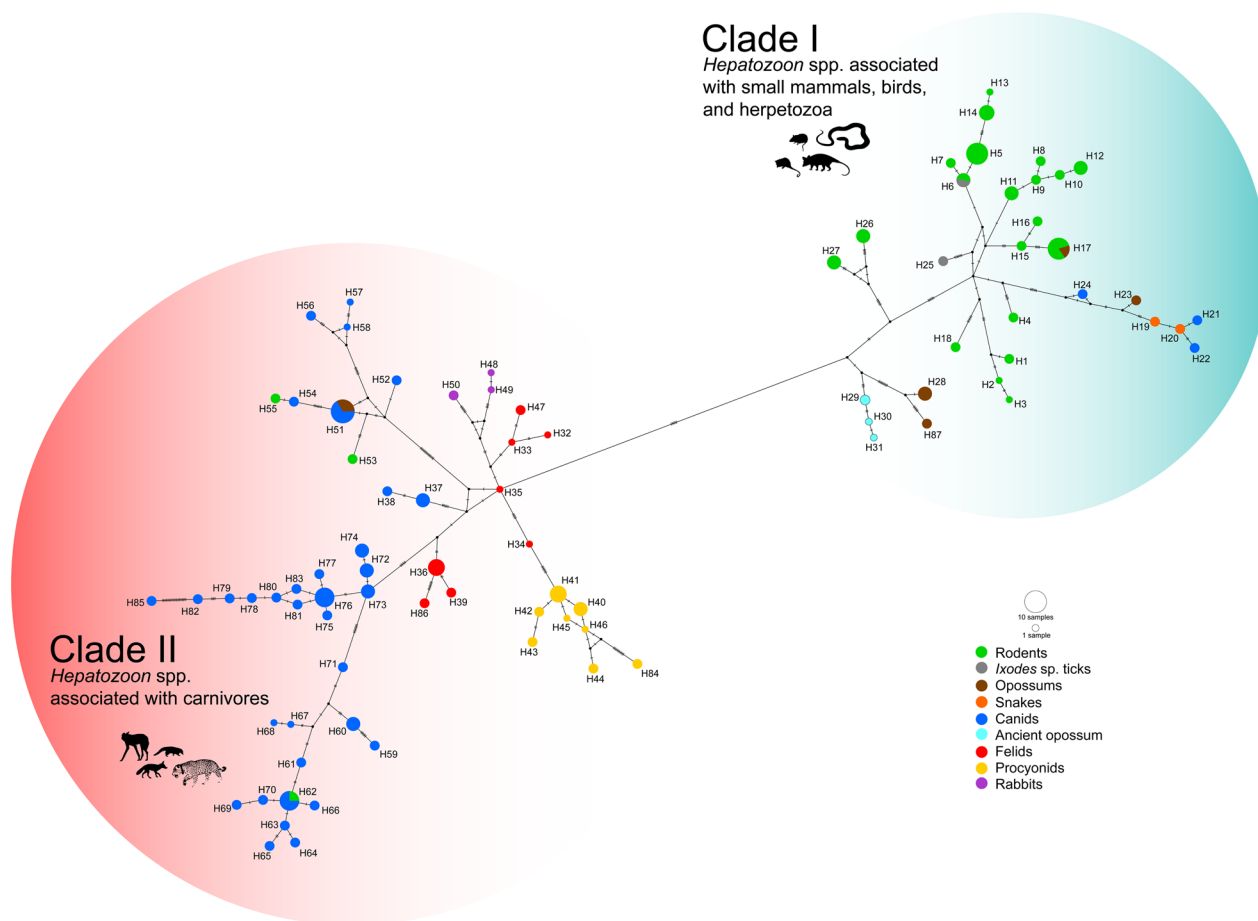 Clade I
Hepatozoon spp. associated
with small mammals, birds,
and herpetozoa
H13
H14
H5
H7
H6
H8
H12
H11
H9
H10
H16
H15
H17
H26
H27
H25
H24
H23
H21
H19
H20
H22
H4
H18
H1
H2
H3
H29
H28
H30
H31
H87
H57
H56
H58
H52
H54
H55
H51
H53
H48
H50
H49
H47
H32
H33
H35
H37
H38
H34
H74
H72
H77
H83
H36
H41
H40
H85
H79
H80
H76
H73
H39
H42
H46
H82
H78
H81
H75
H86
H45
H43
H44
H84
Clade II
Hepatozoon spp.
associated with carnivores
H71
H67
H68
H60
H59
H61
H70
H62
H69
H66
H63
H65
H64
10 samples
1 sample
Rodents
Ixodes sp. ticks
Opossums
Snakes
Canids
Ancient opossum
Felids
Procyonids
Rabbits